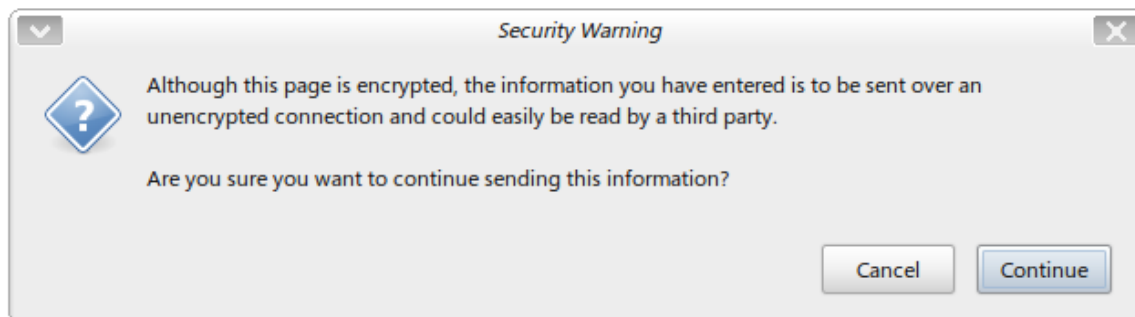 Security Warning
Although this page is encrypted, the information you have entered is to be sent over an
unencrypted connection and could easily be read by a third party.
Are you sure you want to continue sending this information?
Cancel
Continue